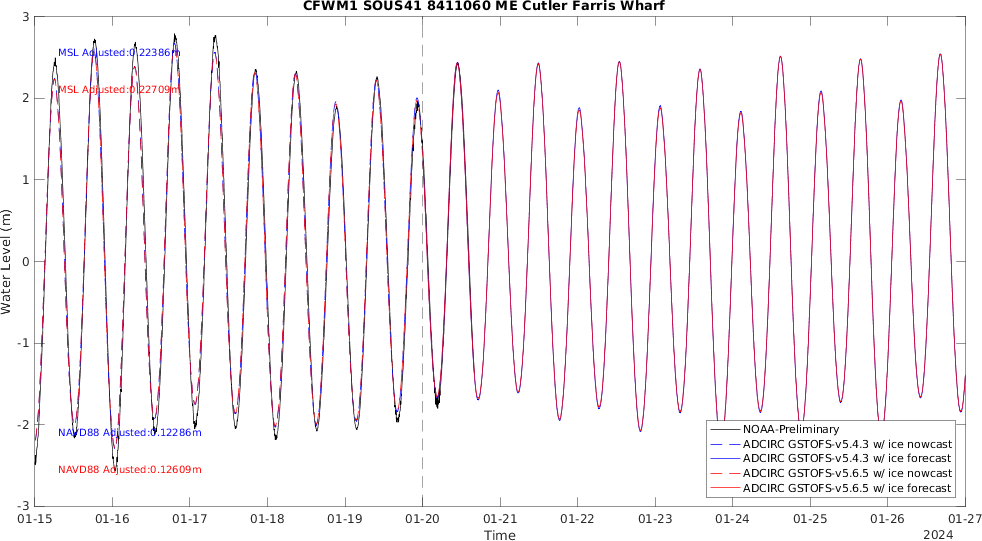 CFWM1 SOUS41 8411060 ME Cutler Farris Wharf
3
2
1
0
-1
-2
-3
Water Level (m)
MSL Adjusted:0.22386m
MSL Adjusted:0.22709m
NAVD88 Adjusted:0.12286m
NAVD88 Adjusted:0.12609m
NOAA-Preliminary
ADCIRC GSTOFS-v5.4.3 w/ ice nowcast
ADCIRC GSTOFS-v5.4.3 w/ ice forecast
ADCIRC GSTOFS-v5.6.5 w/ ice nowcast
ADCIRC GSTOFS-v5.6.5 w/ ice forecast
01-15 01-16 01-17 01-18 01-19 01-20 01-21 01-22 01-23 01-24 01-25 01-26 01-27
Time
2024